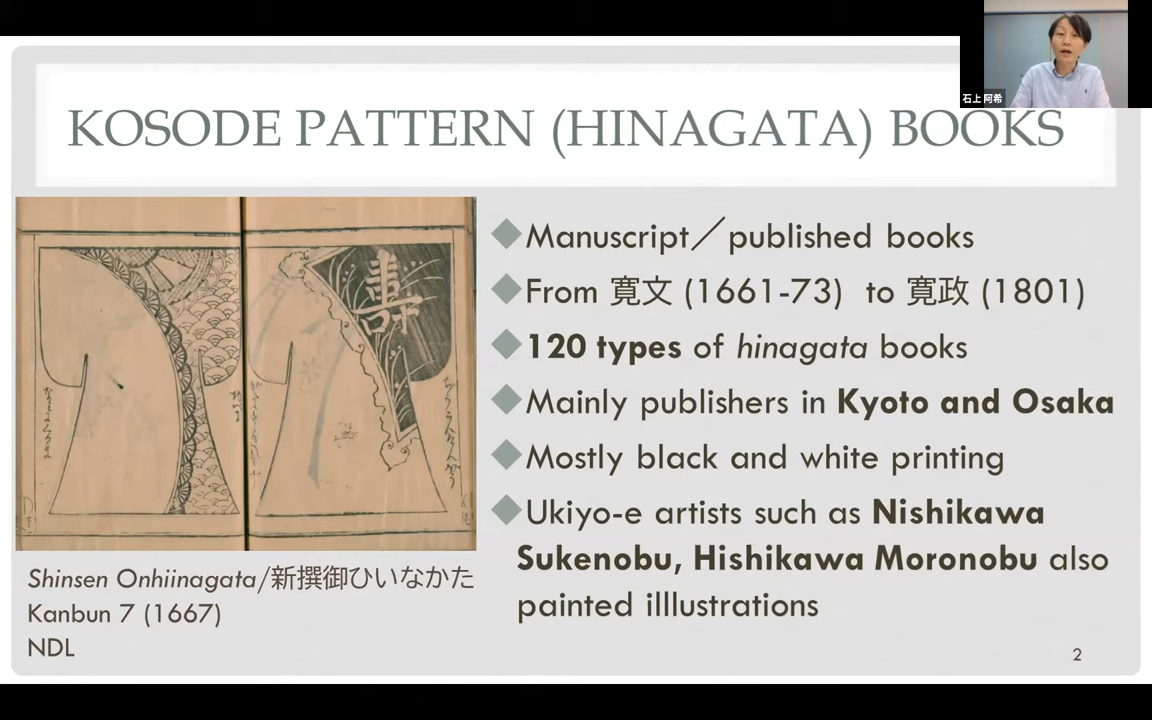 石上 阿希
KOSODE PATTERN (HINAGATA) BOOKS
Manuscript／published books
From 寛文 (1661-73) to 寛政 (1801)
120 types of hinagata books
Mainly publishers in Kyoto and Osaka
Mostly black and white printing
Ukiyo-e artists such as Nishikawa
Sukenobu, Hishikawa Moronobu also
painted illlustrations
寿
Shinsen Onhiinagata/新撰御ひいなかた
Kanbun 7 (1667)
NDL
2